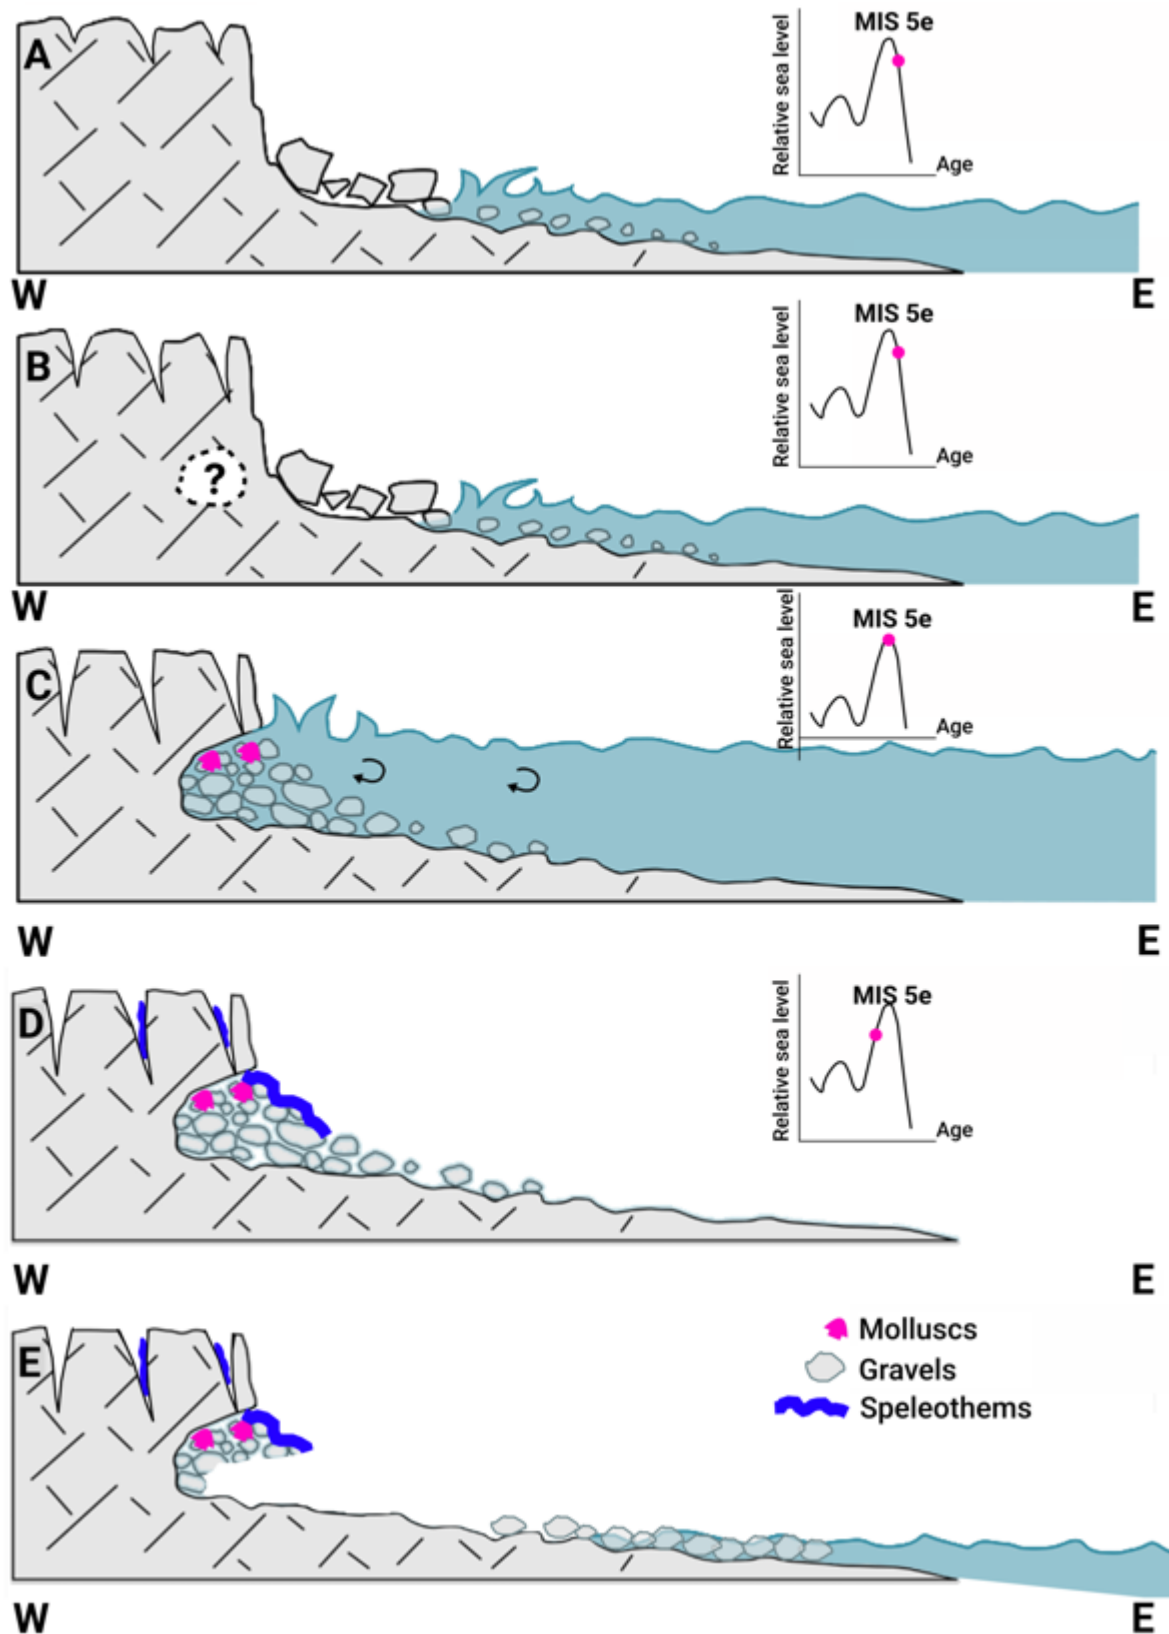 A
Relative sea level
MIS 5e
Age
W
E
B
?
Relative sea level
MIS 5e
Age
W
E
C
Relative sea level
MIS 5e
Age
W
E
D
Relative sea level
MIS 5e
Age
W
E
E
Molluscs
Gravels
Speleothems
W
E